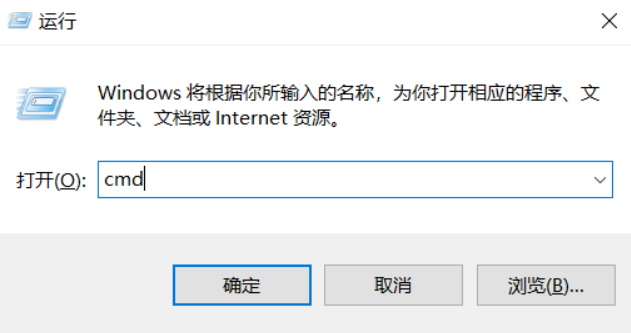 运行
Windows 将根据你所输入的名称，为你打开相应的程序、文
件夹、文档或 Internet 资源。
打开(O): cmd
确定 取消 浏览(B)...